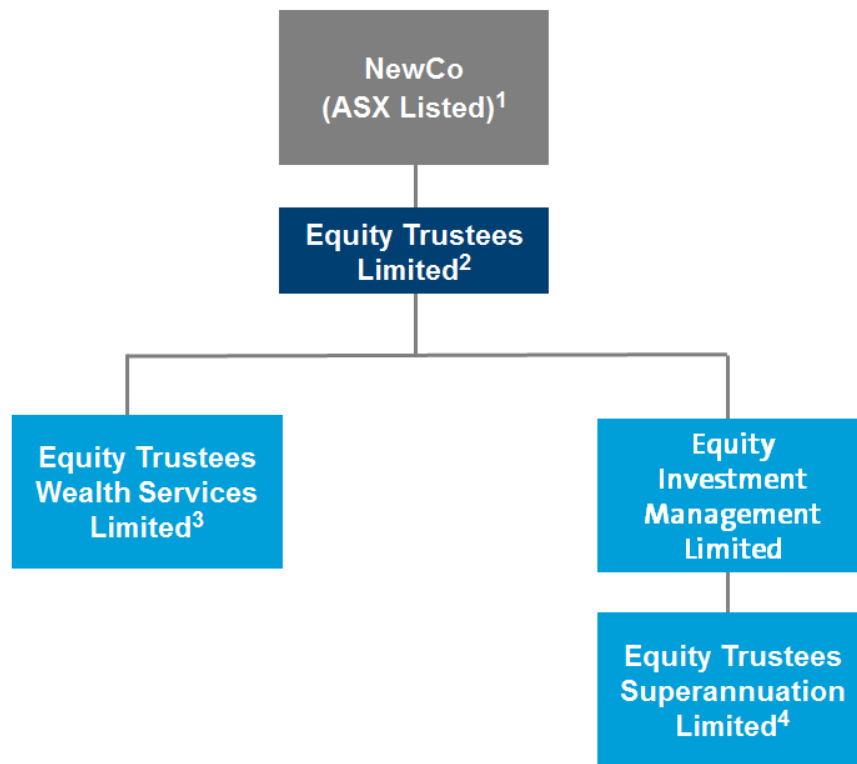 NewCo
(ASX Listed)¹
Equity Trustees
Limited²
Equity Trustees
Wealth Services
Limited³
Equity
Investment
Management
Limited
Equity Trustees
Superannuation
Limited⁴